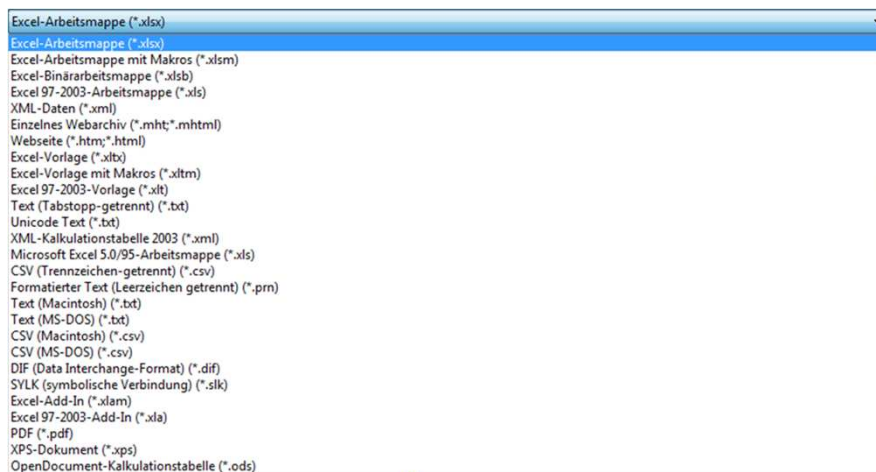 Excel-Arbeitsmappe (*.xlsx)
Excel-Arbeitsmappe (*.xlsx)
Excel-Arbeitsmappe mit Makros (*.xlsm)
Excel-Binärarbeitsmappe (*.xlsb)
Excel 97-2003-Arbeitsmappe (*.xls)
XML-Daten (*.xml)
Einzelnes Webarchiv (*.mht;*.mhtml)
Webseite (*.htm;*.html)
Excel-Vorlage (*.xltx)
Excel-Vorlage mit Makros (*.xltm)
Excel 97-2003-Vorlage (*.xlt)
Text (Tabstopp-getrennt) (*.txt)
Unicode Text (*.txt)
XML-Kalkulationstabelle 2003 (*.xml)
Microsoft Excel 5.0/95-Arbeitsmappe (*.xls)
CSV (Trennzeichen-getrennt) (*.csv)
Formatierter Text (Leerzeichen getrennt) (*.prn)
Text (Macintosh) (*.txt)
Text (MS-DOS) (*.txt)
CSV (Macintosh) (*.csv)
CSV (MS-DOS) (*.csv)
DIF (Data Interchange-Format) (*.dif)
SYLK (symbolische Verbindung) (*.slk)
Excel-Add-In (*.xlam)
Excel 97-2003-Add-In (*.xla)
PDF (*.pdf)
XPS-Dokument (*.xps)
OpenDocument-Kalkulationstabelle (*.ods)